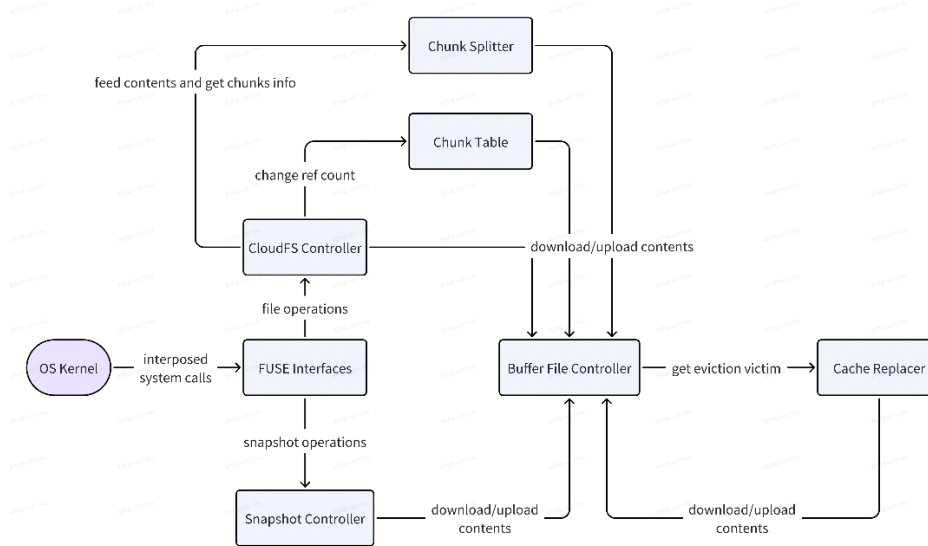 Chunk Splitter
feed contents and get chunks info
Chunk Table
change ref count
CloudFS Controller
download/upload contents
file operations
OS Kernel
interposed
system calls
FUSE Interfaces
Buffer File Controller
get eviction victim
Cache Replacer
snapshot operations
Snapshot Controller
download/upload
contents
download/upload
contents